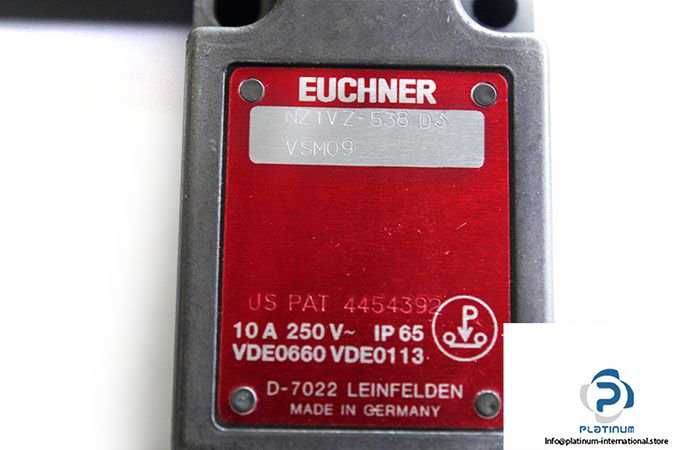 EUCHNER
NZ1VZ-538 D3
VSM09
US PAT 4454392
P
10 A 250 V~ IP 65
VDE0660 VDE0113
D-7022 LEINFELDEN
MADE IN GERMANY
PLATINUM
Info@platinum-international.store